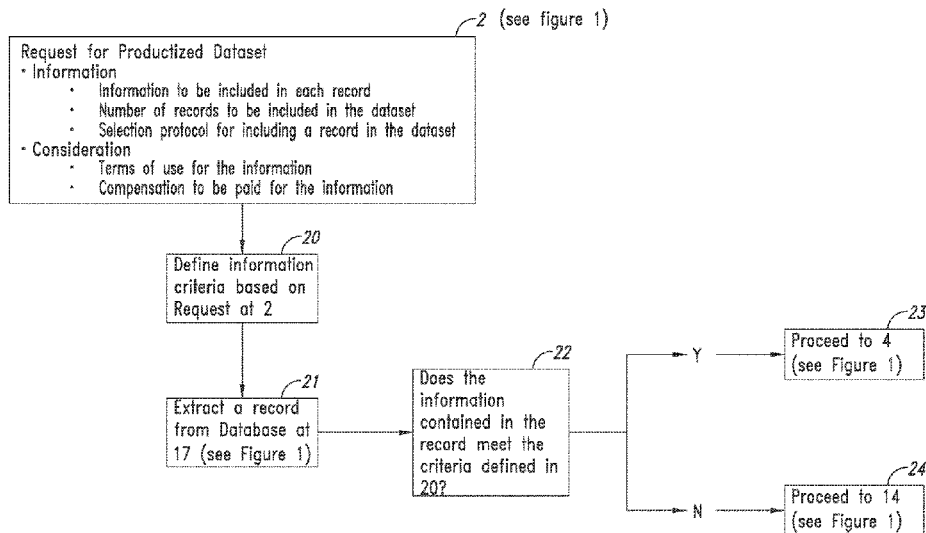 2 (see figure 1)
Request for Productized Dataset
· Information
· Information to be included in each record
· Number of records to be included in the dataset
· Selection protocol for including a record in the dataset
· Consideration
· Terms of use for the information
· Compensation to be paid for the information
20
Define information
criteria based on
Request at 2
21
Extract a record
from Database at
17 (see Figure 1)
22
Does the
information
contained in the
record meet the
criteria defined in
20?
Y
23
Proceed to 4
(see Figure 1)
N
24
Proceed to 14
(see Figure 1)